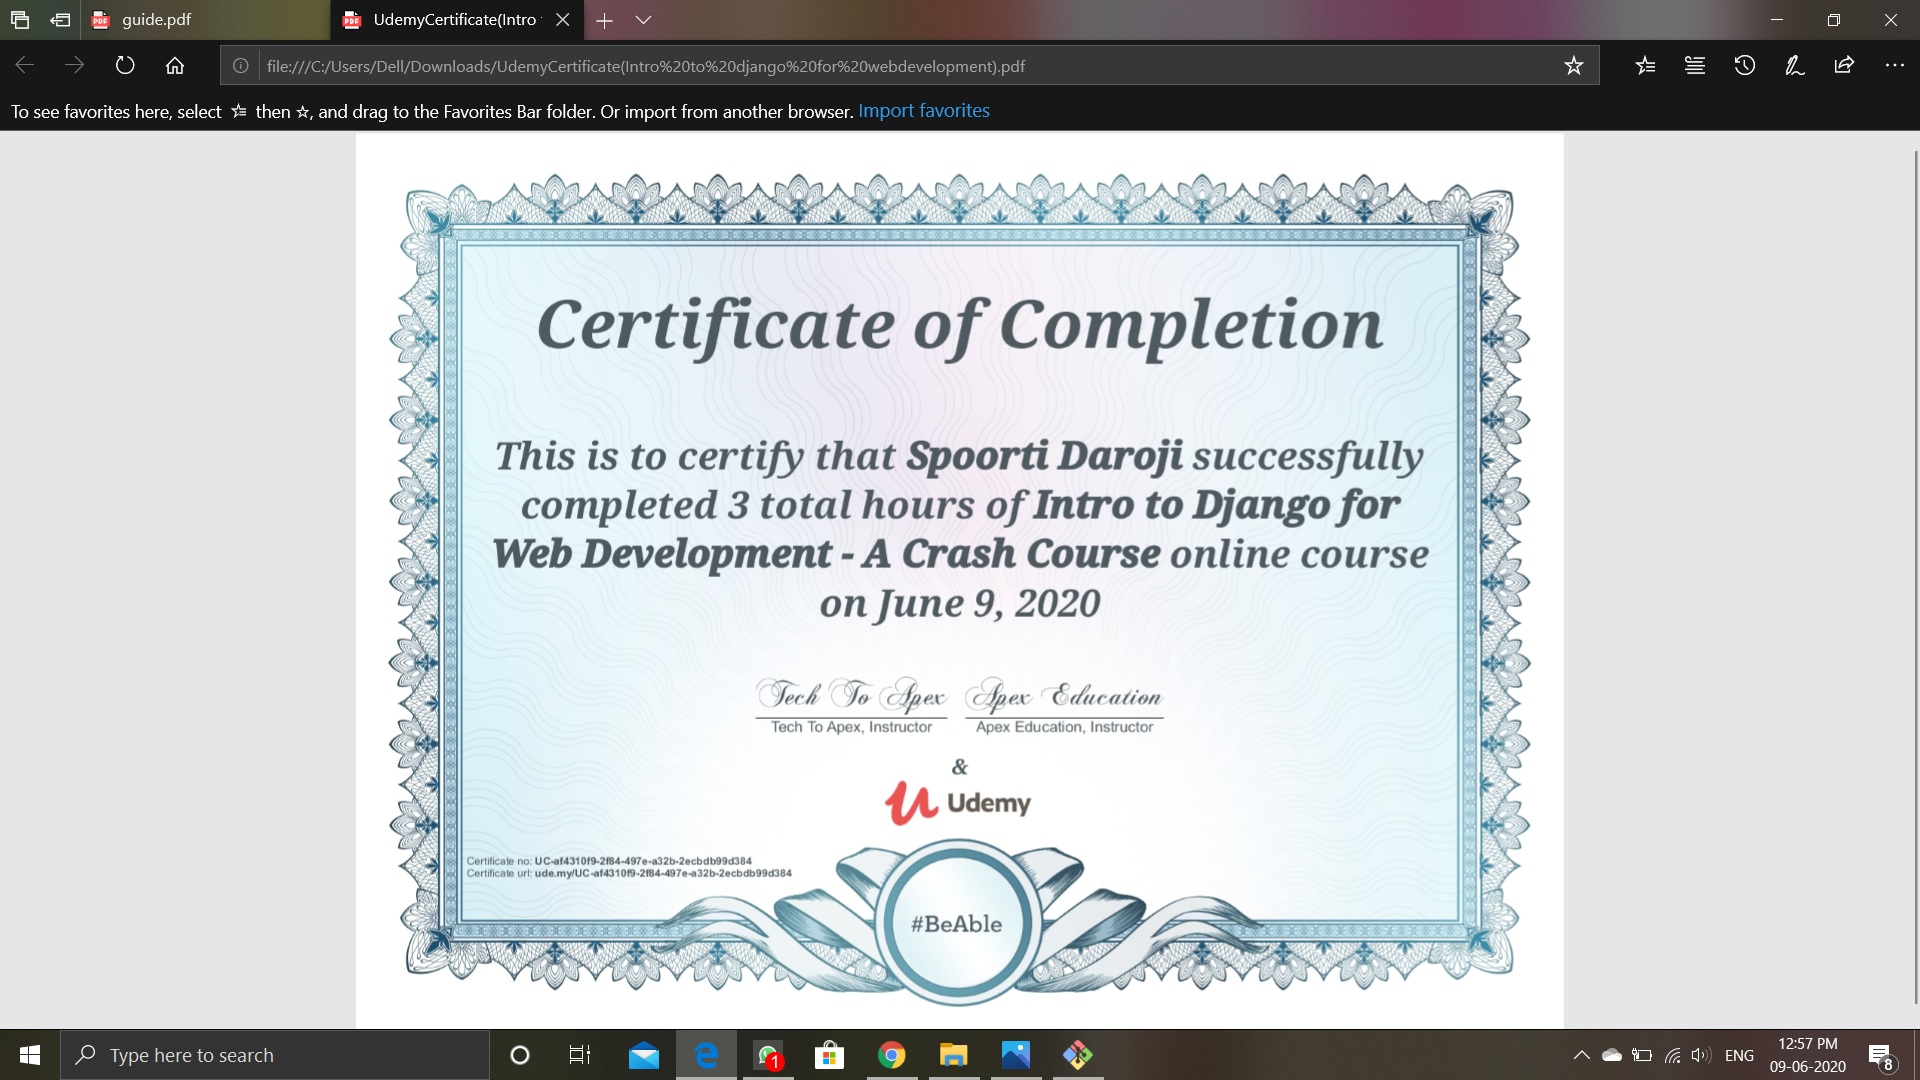 guide.pdf
UdemyCertificate(Intro
file:///C:/Users/Dell/Downloads/UdemyCertificate(Intro%20to%20django%20for%20webdevelopment).pdf
To see favorites here, select then , and drag to the Favorites Bar folder. Or import from another browser. Import favorites
Certificate of Completion
This is to certify that Spoorti Daroji successfully
completed 3 total hours of Intro to Django for
Web Development - A Crash Course online course
on June 9, 2020
Tech To Apex Apex Education
Tech To Apex, Instructor Apex Education, Instructor
&
Udemy
Certificate no: UC-af4310f9-2f84-497e-a32b-2ecbdb99d384
Certificate url: ude.my/UC-af4310f9-2f84-497e-a32b-2ecbdb99d384
#BeAble
Type here to search
1
ENG
12:57 PM
09-06-2020
8